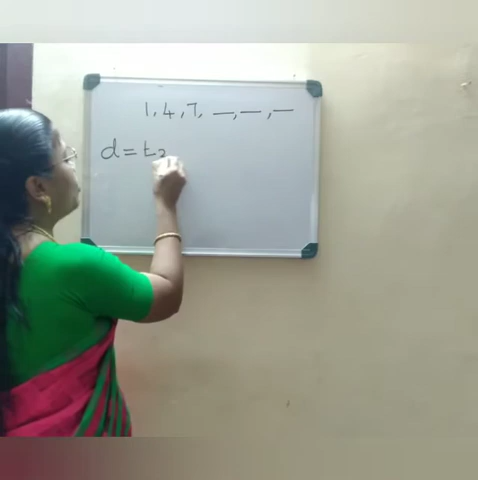 1, 4, 7, __, __, __
d = t2